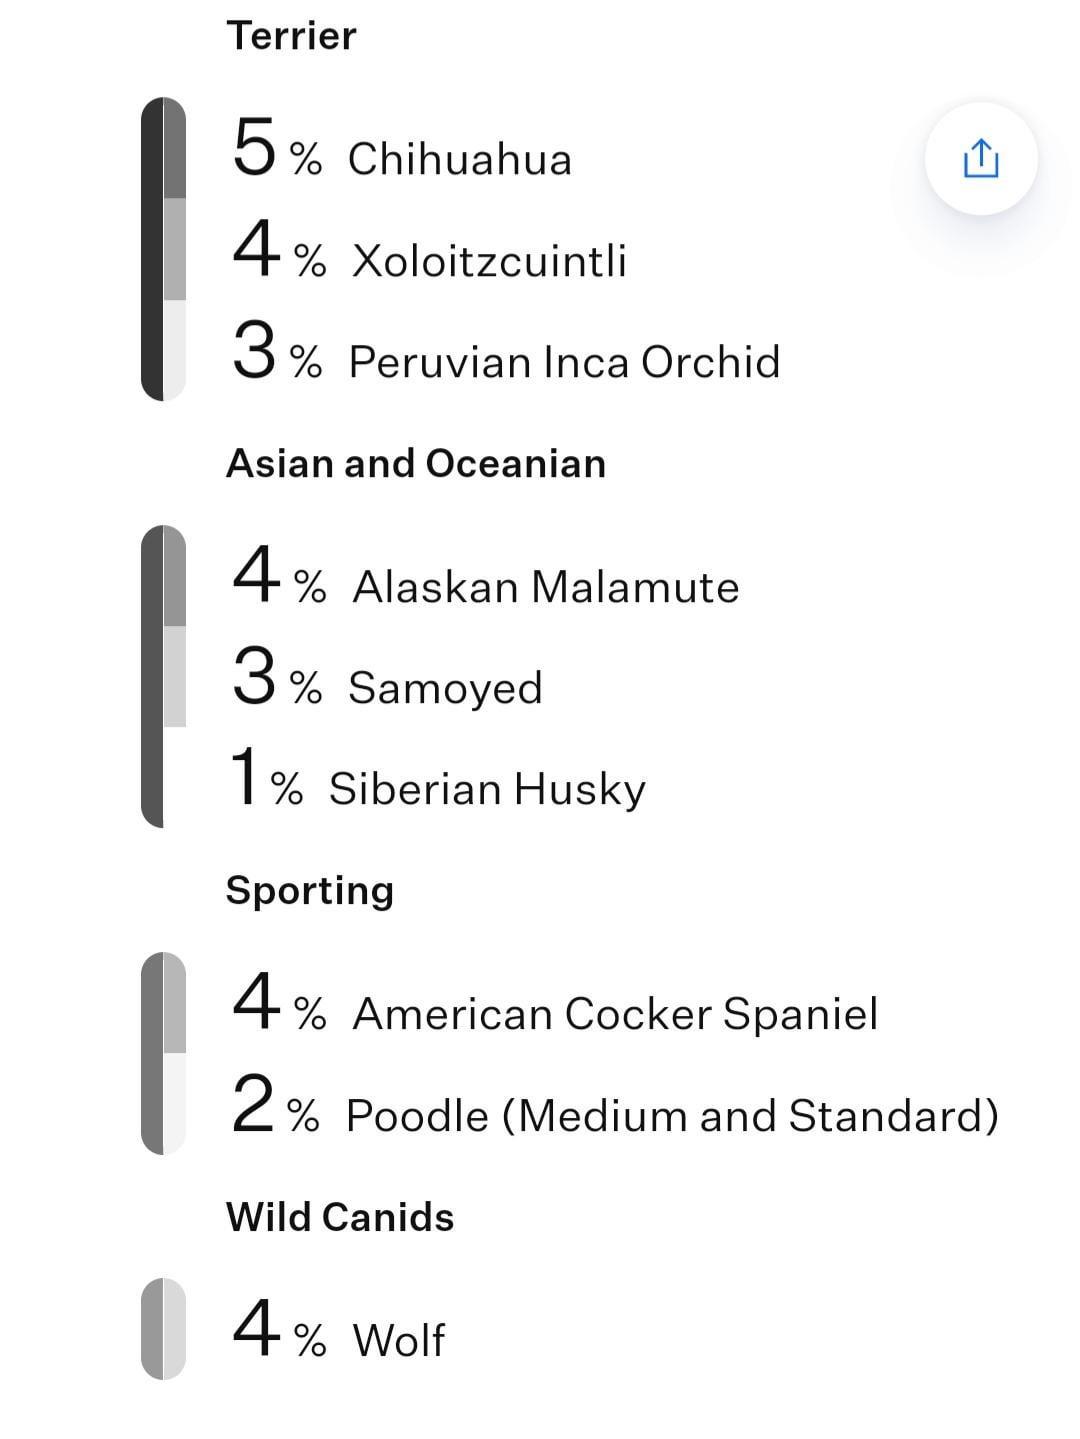 Terrier
5 % Chihuahua
4 % Xoloitzcuintli
3 % Peruvian Inca Orchid
Asian and Oceanian
4 % Alaskan Malamute
3 % Samoyed
1 % Siberian Husky
Sporting
4 % American Cocker Spaniel
2 % Poodle (Medium and Standard)
Wild Canids
4 % Wolf